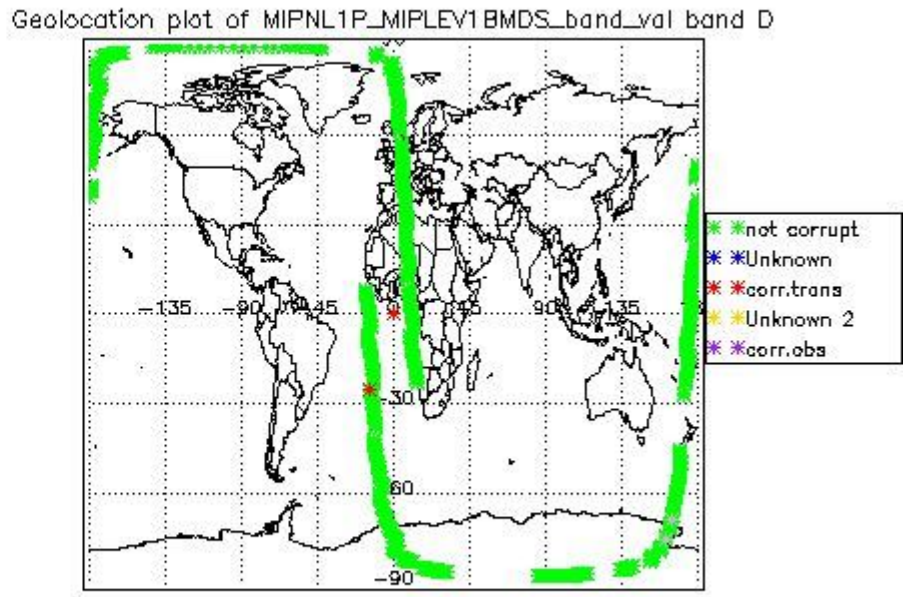 Geolocation plot of MIPNL1P_MIPLEV1BMDS_band_val band D
not corrupt
Unknown
-135 -90 -45 45 90 135
corr.trans
Unknown 2
corr.obs
-30
-60
-90